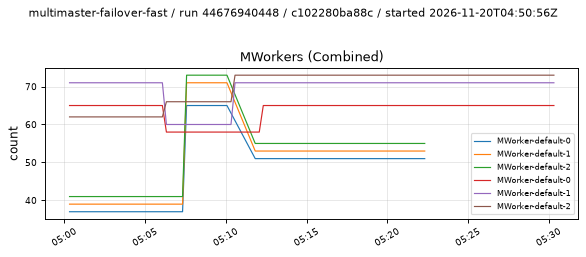 multimaster-failover-fast / run 44676940448 / c102280ba88c / started 2026-11-20T04:50:56Z
MWorkers (Combined)
count
70
60
50
40
MWorker-default-0
MWorker-default-1
MWorker-default-2
MWorker-default-0
MWorker-default-1
MWorker-default-2
05:00
05:05
05:10
05:15
05:20
05:25
05:30